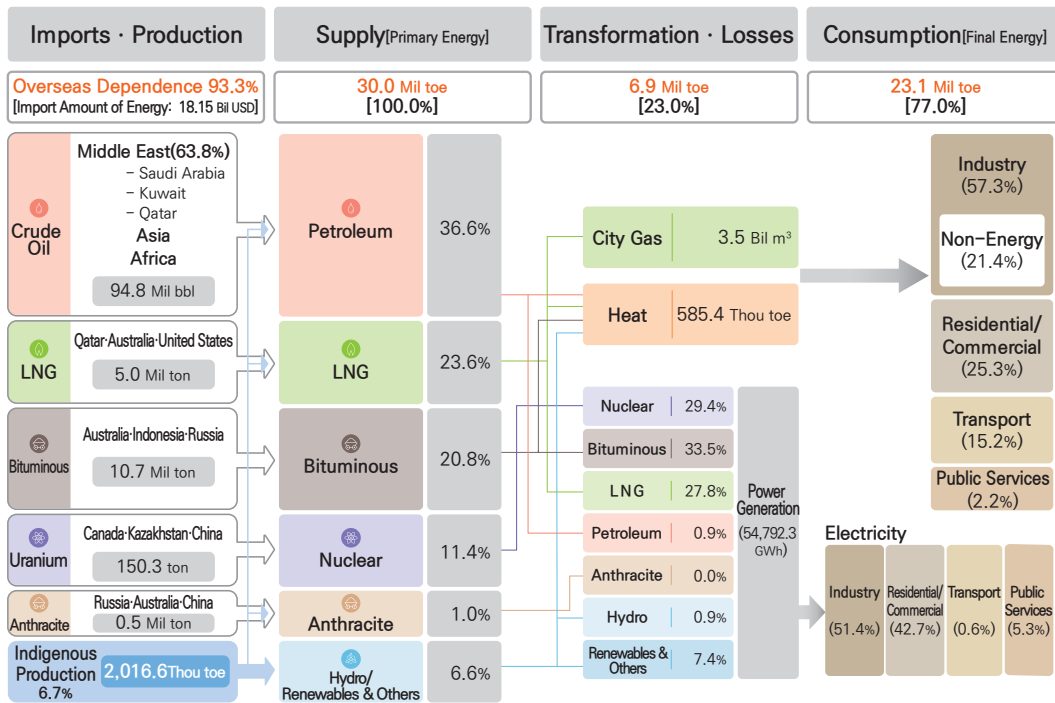 Imports · Production
Supply[Primary Energy]
Transformation · Losses
Consumption[Final Energy]
Overseas Dependence 93.3%
[Import Amount of Energy: 18.15 Bil USD]
30.0 Mil toe
[100.0%]
6.9 Mil toe
[23.0%]
23.1 Mil toe
[77.0%]
Crude
Oil
Middle East(63.8%)
- Saudi Arabia
- Kuwait
- Qatar
Asia
Africa
94.8 Mil bbl
LNG
Qatar·Australia·United States
5.0 Mil ton
Bituminous
Australia·Indonesia·Russia
10.7 Mil ton
Uranium
Canada·Kazakhstan·China
150.3 ton
Anthracite
Russia·Australia·China
0.5 Mil ton
Indigenous
Production
6.7%
2,016.6Thou toe
Petroleum
36.6%
LNG
23.6%
Bituminous
20.8%
Nuclear
11.4%
Anthracite
1.0%
Hydro/
Renewables & Others
6.6%
City Gas
3.5 Bil m³
Heat
585.4 Thou toe
Nuclear
29.4%
Bituminous
33.5%
LNG
27.8%
Petroleum
0.9%
Anthracite
0.0%
Hydro
0.9%
Renewables &
Others
7.4%
Power
Generation
(54,792.3
GWh)
Industry
(57.3%)
Non-Energy
(21.4%)
Residential/
Commercial
(25.3%)
Transport
(15.2%)
Public Services
(2.2%)
Electricity
Industry
(51.4%)
Residential/
Commercial
(42.7%)
Transport
(0.6%)
Public
Services
(5.3%)